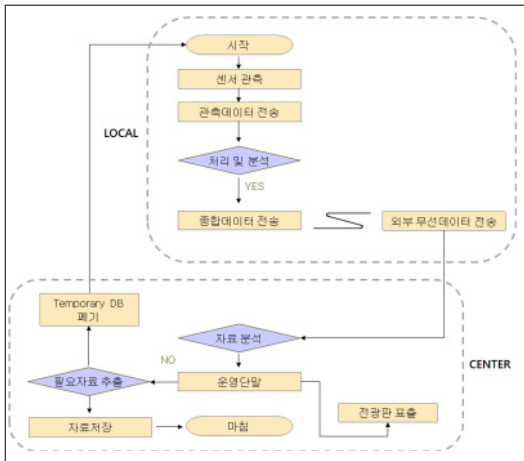 시작
센서 관측
관측데이터 전송
LOCAL
처리 및 분석
YES
종합데이터 전송
외부 무선데이터 전송
Temporary DB
폐기
자료 분석
CENTER
NO
필요자료 추출
운영단말
전광판 표출
자료저장
마침